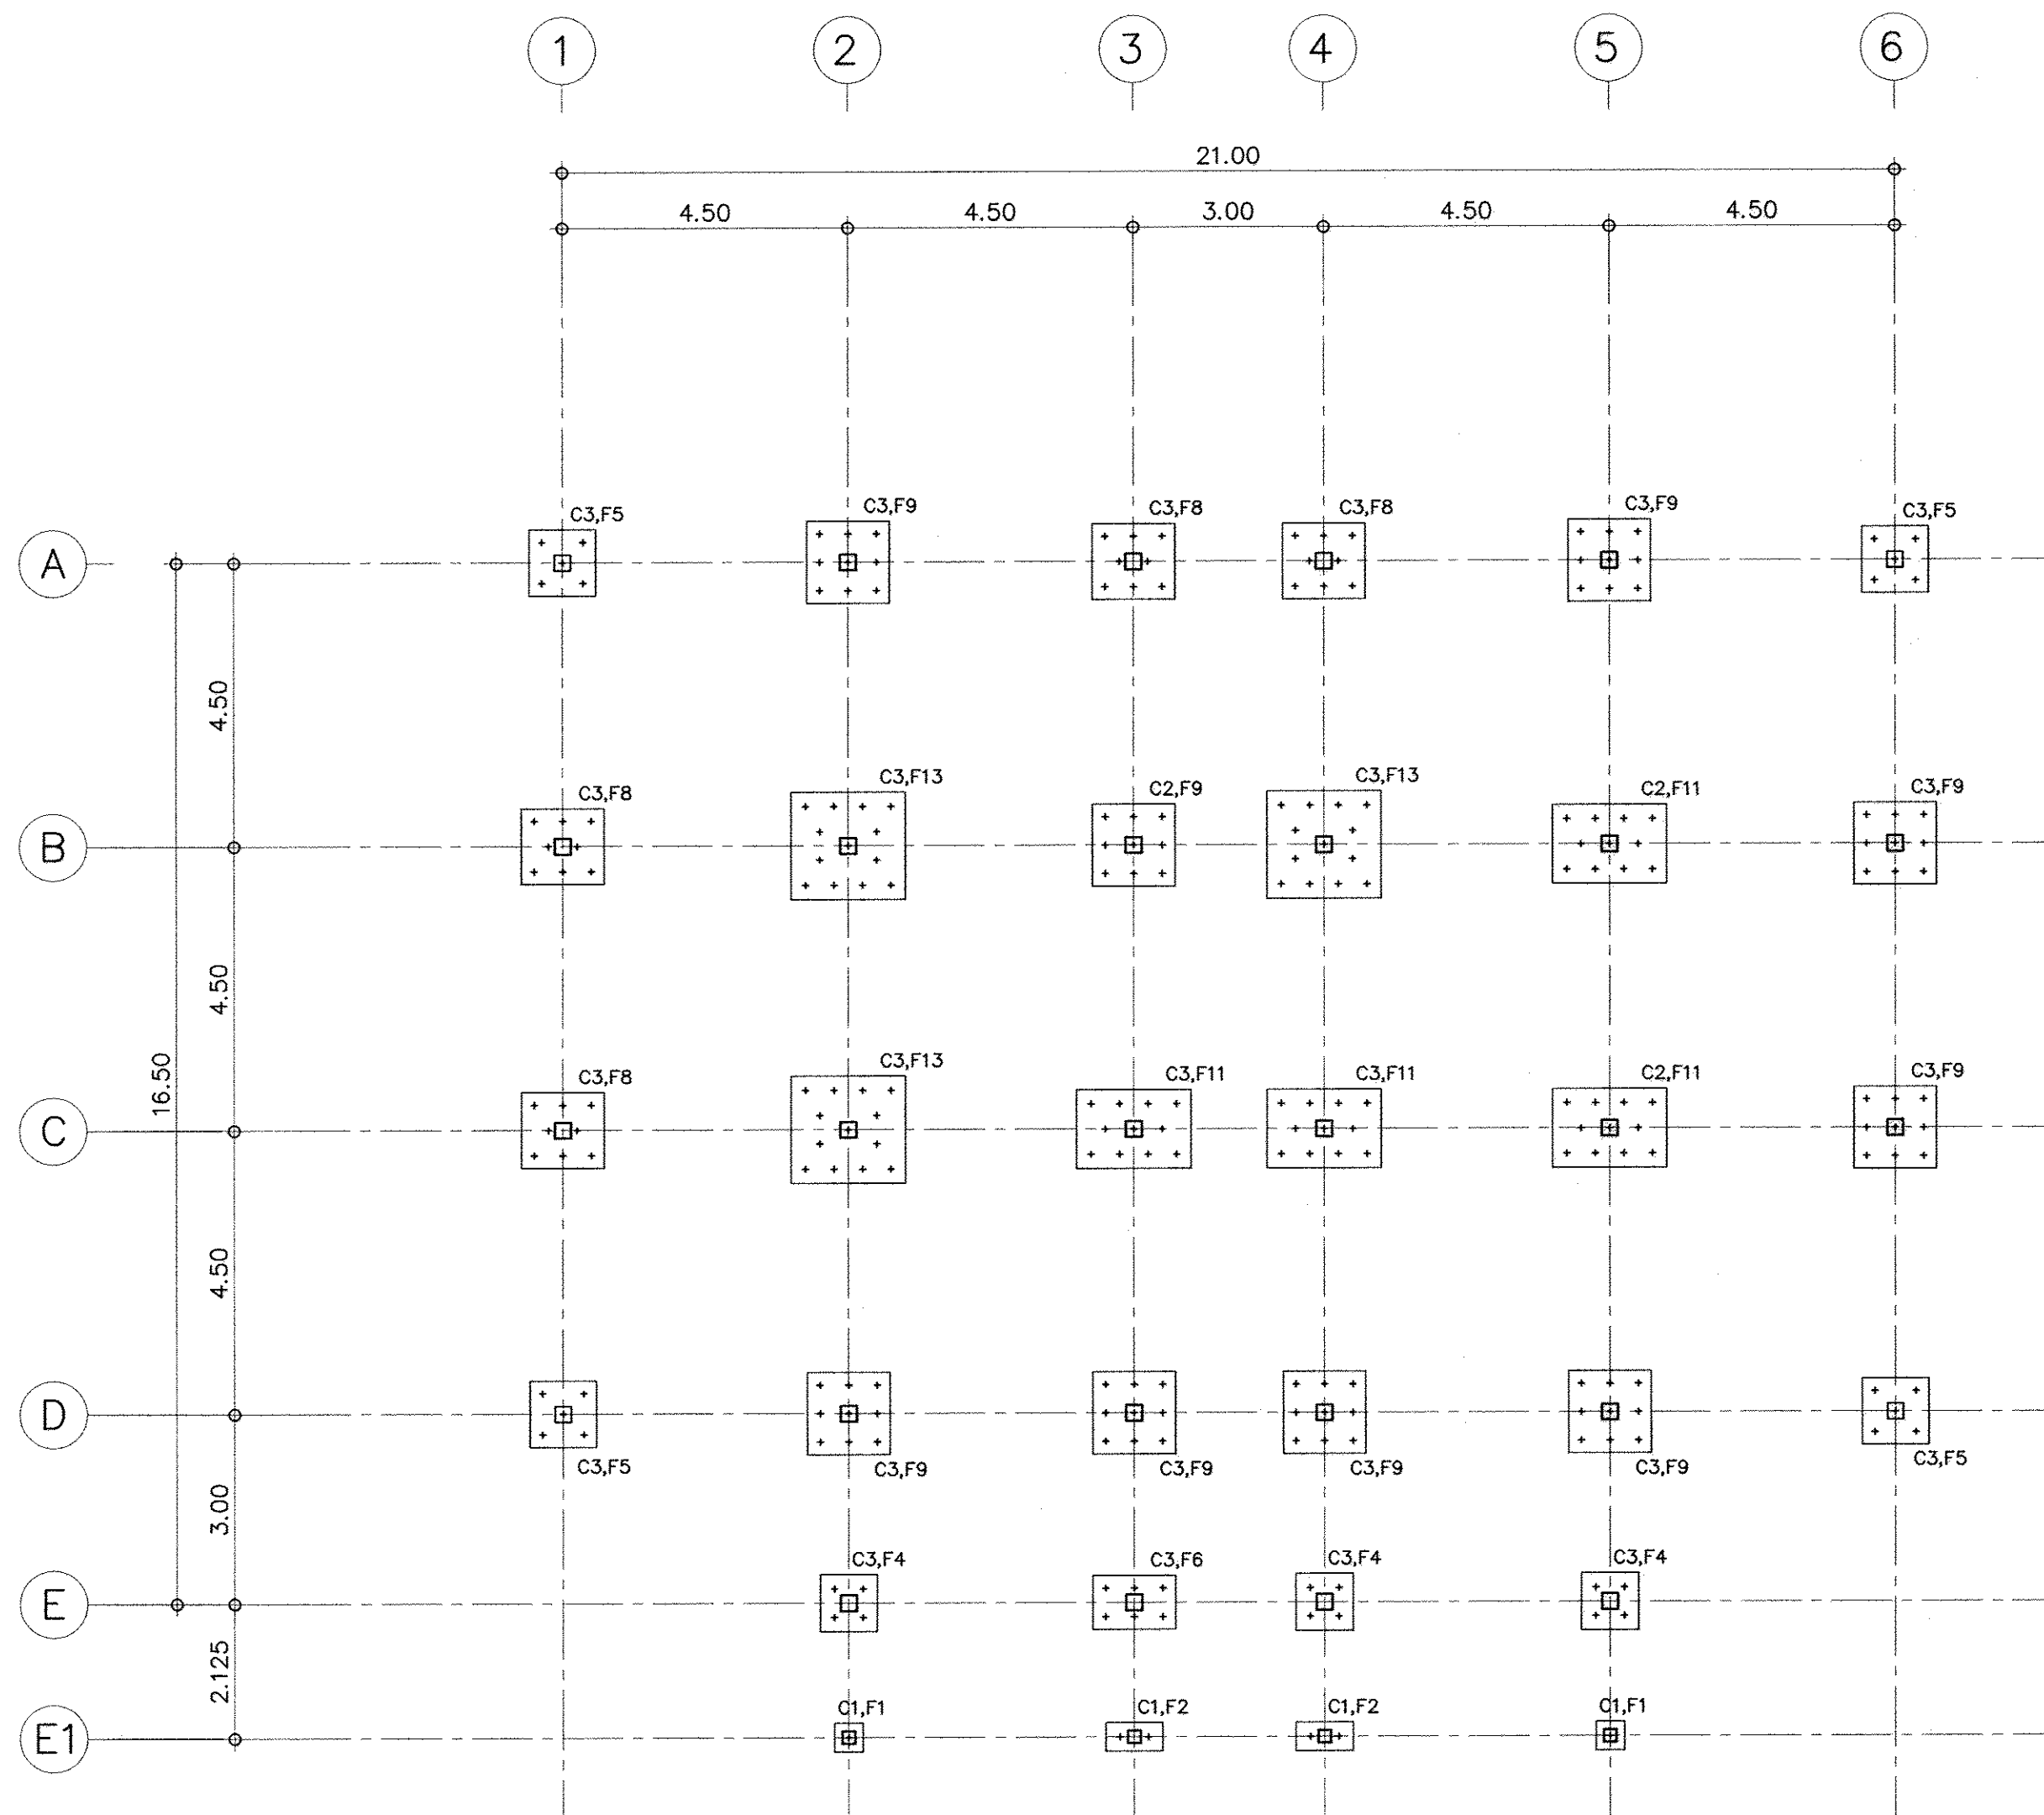 1 2 3 4 5 6
21.00
4.50 4.50 3.00 4.50 4.50
C3,F5 C3,F9 C3,F8 C3,F8 C3,F9 C3,F5
A
4.50
C3,F8 C3,F13 C2,F9 C3,F13 C2,F11 C3,F9
B
4.50
16.50
C3,F8 C3,F13 C3,F11 C3,F11 C2,F11 C3,F9
C
4.50
D
C3,F5 C3,F9 C3,F9 C3,F9 C3,F9 C3,F5
3.00
C3,F4 C3,F6 C3,F4 C3,F4
E
2.125
C1,F1 C1,F2 C1,F2 C1,F1
E1